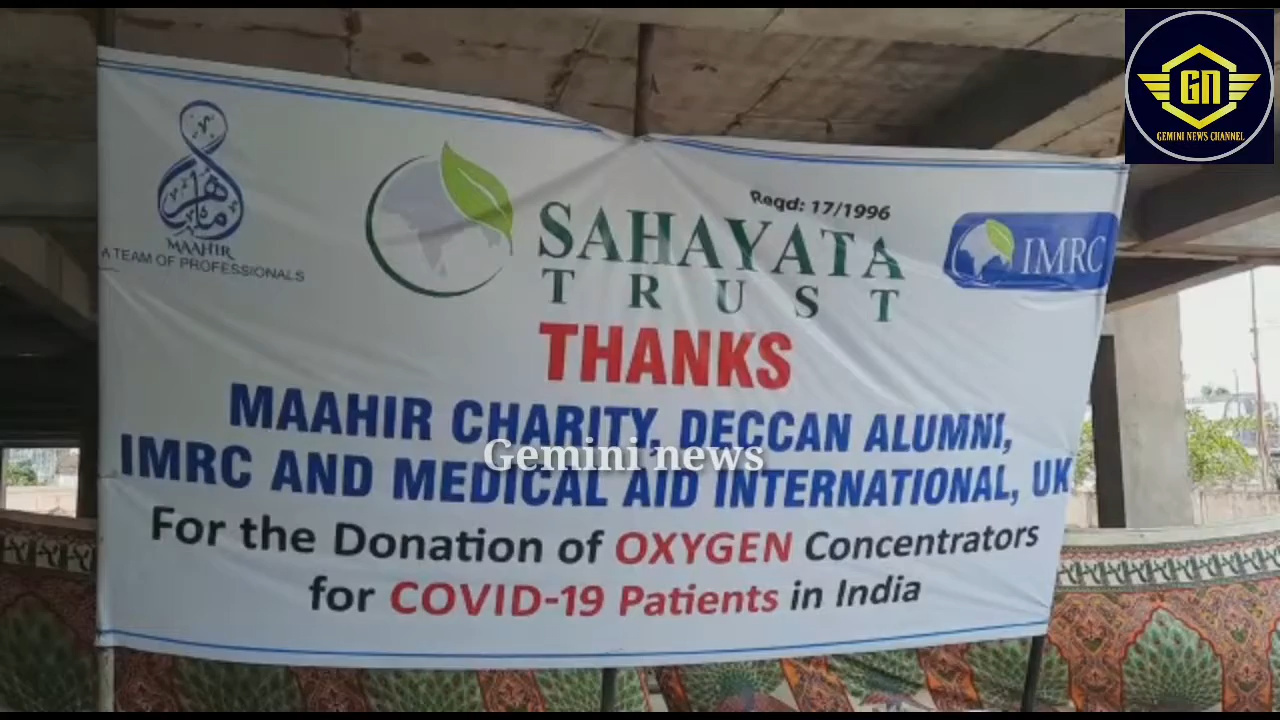 GN
GEMINI NEWS CHANNEL
ماهر
MAAHIR
A TEAM OF PROFESSIONALS
Regd: 17/1996
SAHAYATA
TRUST
IMRC
THANKS
MAAHIR CHARITY, DECCAN ALUMNI,
IMRC AND MEDICAL AID INTERNATIONAL, UK
Gemini news
For the Donation of OXYGEN Concentrators
for COVID-19 Patients in India